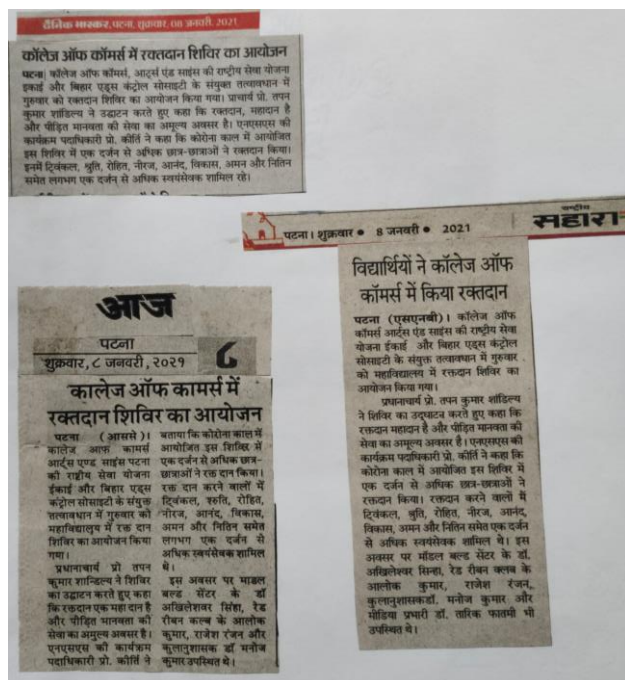 दैनिक भास्कर, पटना, शुक्रवार, 08 जनवरी, 2021
कॉलेज ऑफ कॉमर्स में रक्तदान शिविर का आयोजन
पटना| कॉलेज ऑफ कॉमर्स, आर्ट्स एंड साइंस की राष्ट्रीय सेवा योजना
इकाई और बिहार एड्स कंट्रोल सोसाइटी के संयुक्त तत्वावधान में
गुरुवार को रक्तदान शिविर का आयोजन किया गया। प्राचार्य प्रो. तपन
कुमार शांडिल्य ने उद्घाटन करते हुए कहा कि रक्तदान, महादान है
और पीड़ित मानवता की सेवा का अमूल्य अवसर है। एनएसएस की
कार्यक्रम पदाधिकारी प्रो. कीर्ति ने कहा कि कोरोना काल में आयोजित
इस शिविर में एक दर्जन से अधिक छात्र-छात्राओं ने रक्तदान किया।
इनमें ट्विंकल, श्रुति, रोहित, नीरज, आनंद, विकास, अमन और नितिन
समेत लगभग एक दर्जन से अधिक स्वयंसेवक शामिल रहे।
राष्ट्रीय
सहारा
पटना। शुक्रवार • 8 जनवरी • 2021
विद्यार्थियों ने कॉलेज ऑफ
कॉमर्स में किया रक्तदान
पटना (एसएनबी)। कॉलेज ऑफ
कॉमर्स आर्ट्स एंड साइंस की राष्ट्रीय सेवा
योजना ईकाई और बिहार एड्स कंट्रोल
सोसाइटी के संयुक्त तत्वावधान में गुरुवार
को महाविद्यालय में रक्तदान शिविर का
आयोजन किया गया।
प्रधानाचार्य प्रो. तपन कुमार शांडिल्य
ने शिविर का उद्घाटन करते हुए कहा कि
रक्तदान महादान है और पीड़ित मानवता की
सेवा का अमूल्य अवसर है। एनएसएस की
कार्यक्रम पदाधिकारी प्रो. कीर्ति ने कहा कि
कोरोना काल में आयोजित इस शिविर में
एक दर्जन से अधिक छात्र-छात्राओं ने
रक्तदान किया। रक्तदान करने वालों में
ट्विंकल, श्रुति, रोहित, नीरज, आनंद,
विकास, अमन और नितिन समेत एक दर्जन
से अधिक स्वयंसेवक शामिल थे। इस
अवसर पर मॉडल बल्ड सेंटर के डॉ.
अखिलेश्वर सिन्हा, रेड रीबन क्लब के
आलोक कुमार, राजेश रंजन,
कुलानुशासकडॉ. मनोज कुमार और
मीडिया प्रभारी डॉ. तारिक फातमी भी
उपस्थित थे।
आज
पटना
शुक्रवार, ८ जनवरी, २०२१
८
कालेज ऑफ कामर्स में
रक्तदान शिविर का आयोजन
पटना (आससे)।
कालेज आफ कामर्स
आर्ट्स एण्ड साइंस पटना
की राष्ट्रीय सेवा योजना
ईकाई और बिहार एड्स
कंट्रोल सोसाइटी के संयुक्त
तत्वावधान में गुरुवार को
महाविद्यालय में रक्त दान
शिविर का आयोजन किया
गया।
प्रधानाचार्य प्रो तपन
कुमार शान्डिल्य ने शिविर
का उद्घाटन करते हुए कहा
कि रक्तदान एक महा दान है
और पीड़ित मानवता की
सेवा का अमूल्य अवसर है।
एनएसएस की कार्यक्रम
पदाधिकारी प्रो. कीर्ति ने
बताया कि कोरोना काल में
आयोजित इस शिविर में
एक दर्जन से अधिक छात्र-
छात्राओं ने रक्त दान किया।
रक्त दान करने वालों में
ट्विंकल, श्रुति, रोहित,
नीरज, आनंद, विकास,
अमन और नितिन समेत
लगभग एक दर्जन से
अधिक स्वयंसेवक शामिल
थे।
इस अवसर पर माडल
बल्ड सेंटर के डॉ
अखिलेशवर सिंहा, रेड
रीबन कल्ब के आलोक
कुमार, राजेश रंजन और
कुलानुशासक डॉ मनोज
कुमार उपस्थित थे।